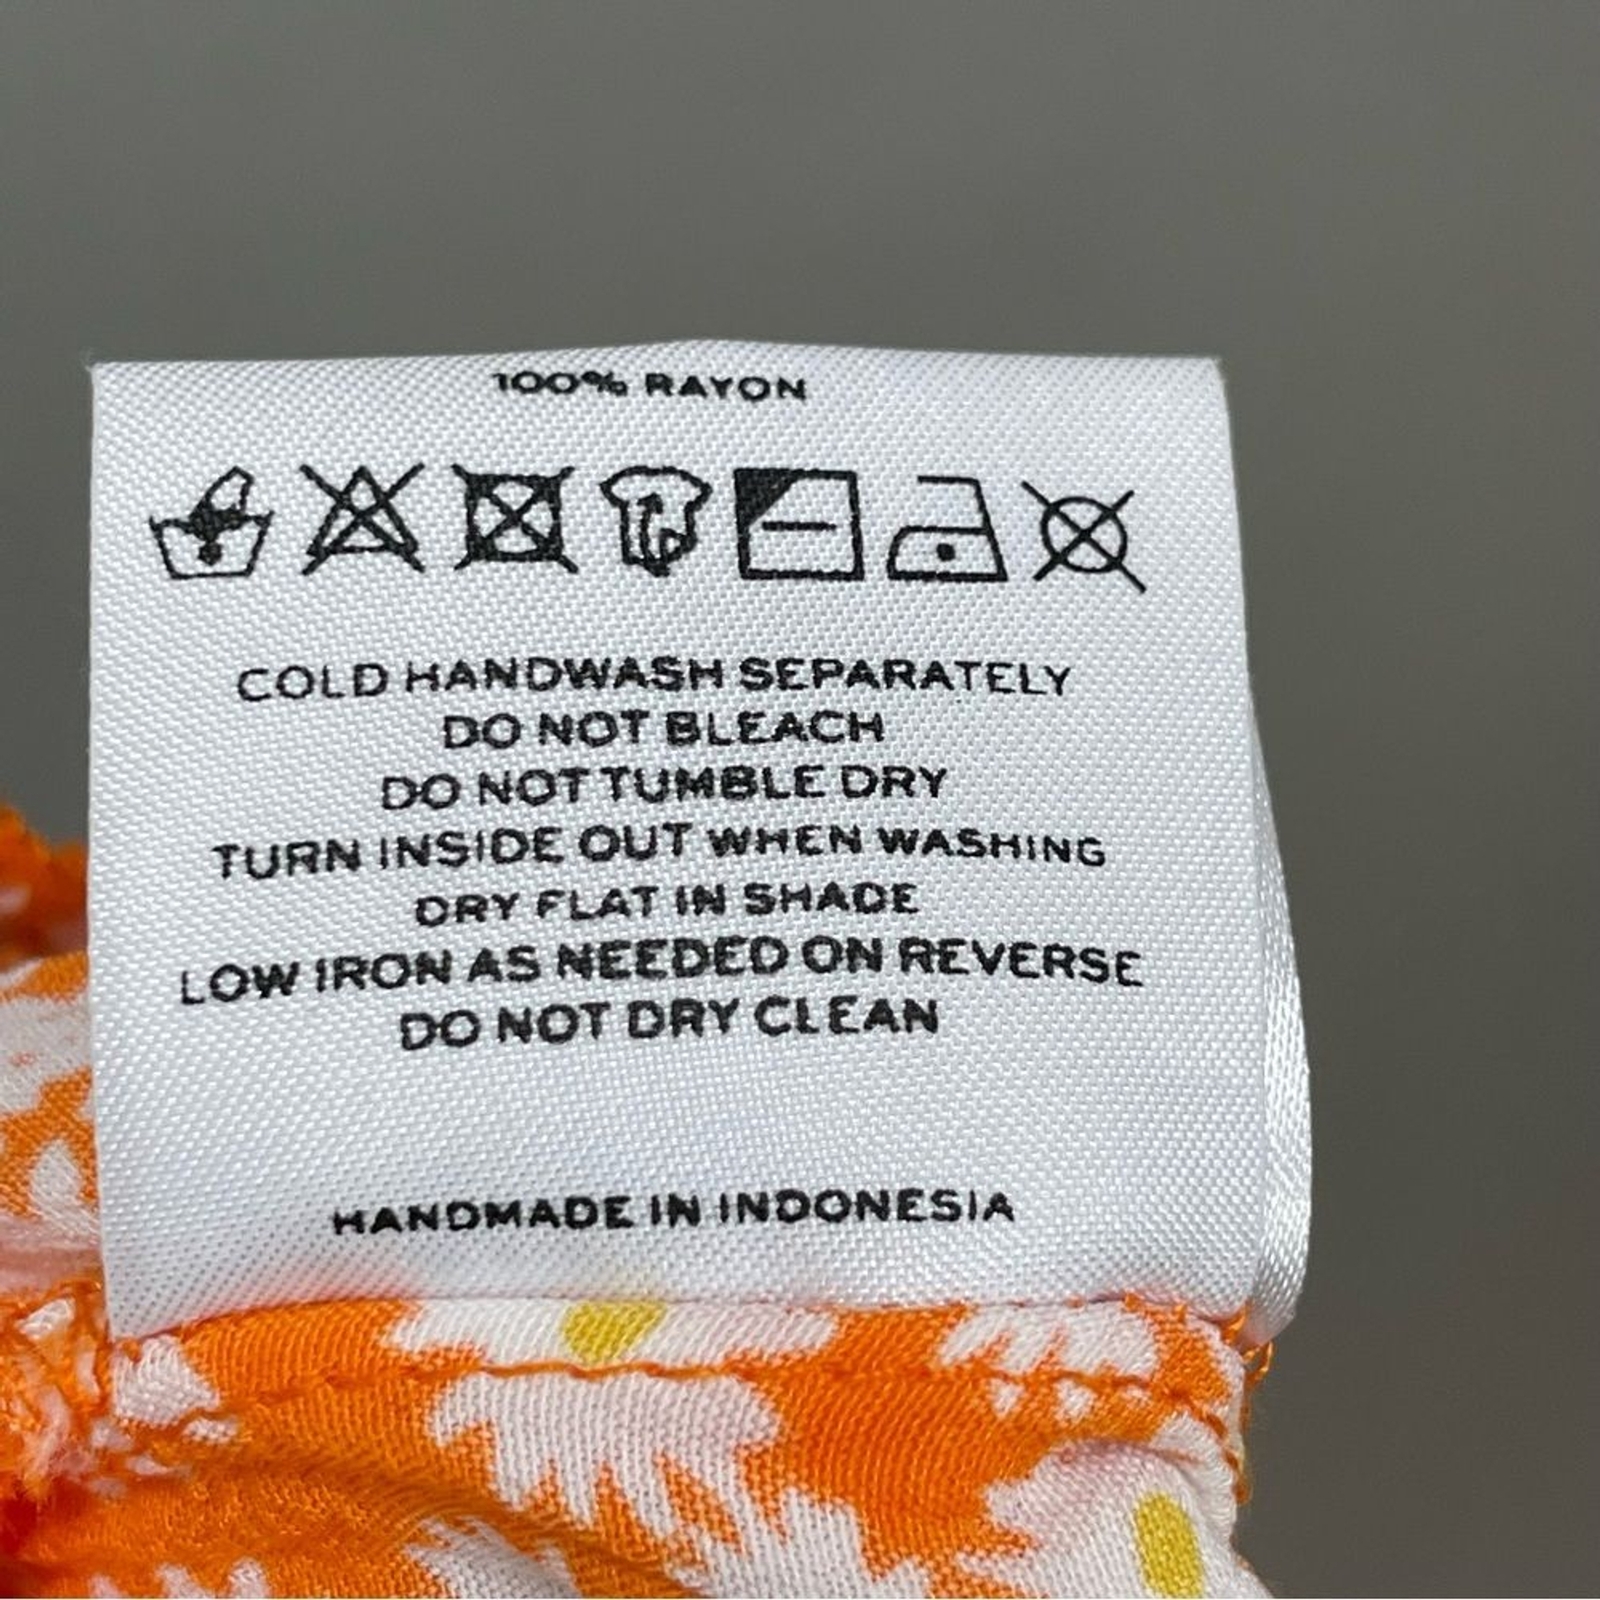 100% RAYON
COLD HANDWASH SEPARATELY
DO NOT BLEACH
DO NOT TUMBLE DRY
TURN INSIDE OUT WHEN WASHING
DRY FLAT IN SHADE
LOW IRON AS NEEDED ON REVERSE
DO NOT DRY CLEAN
HANDMADE IN INDONESIA